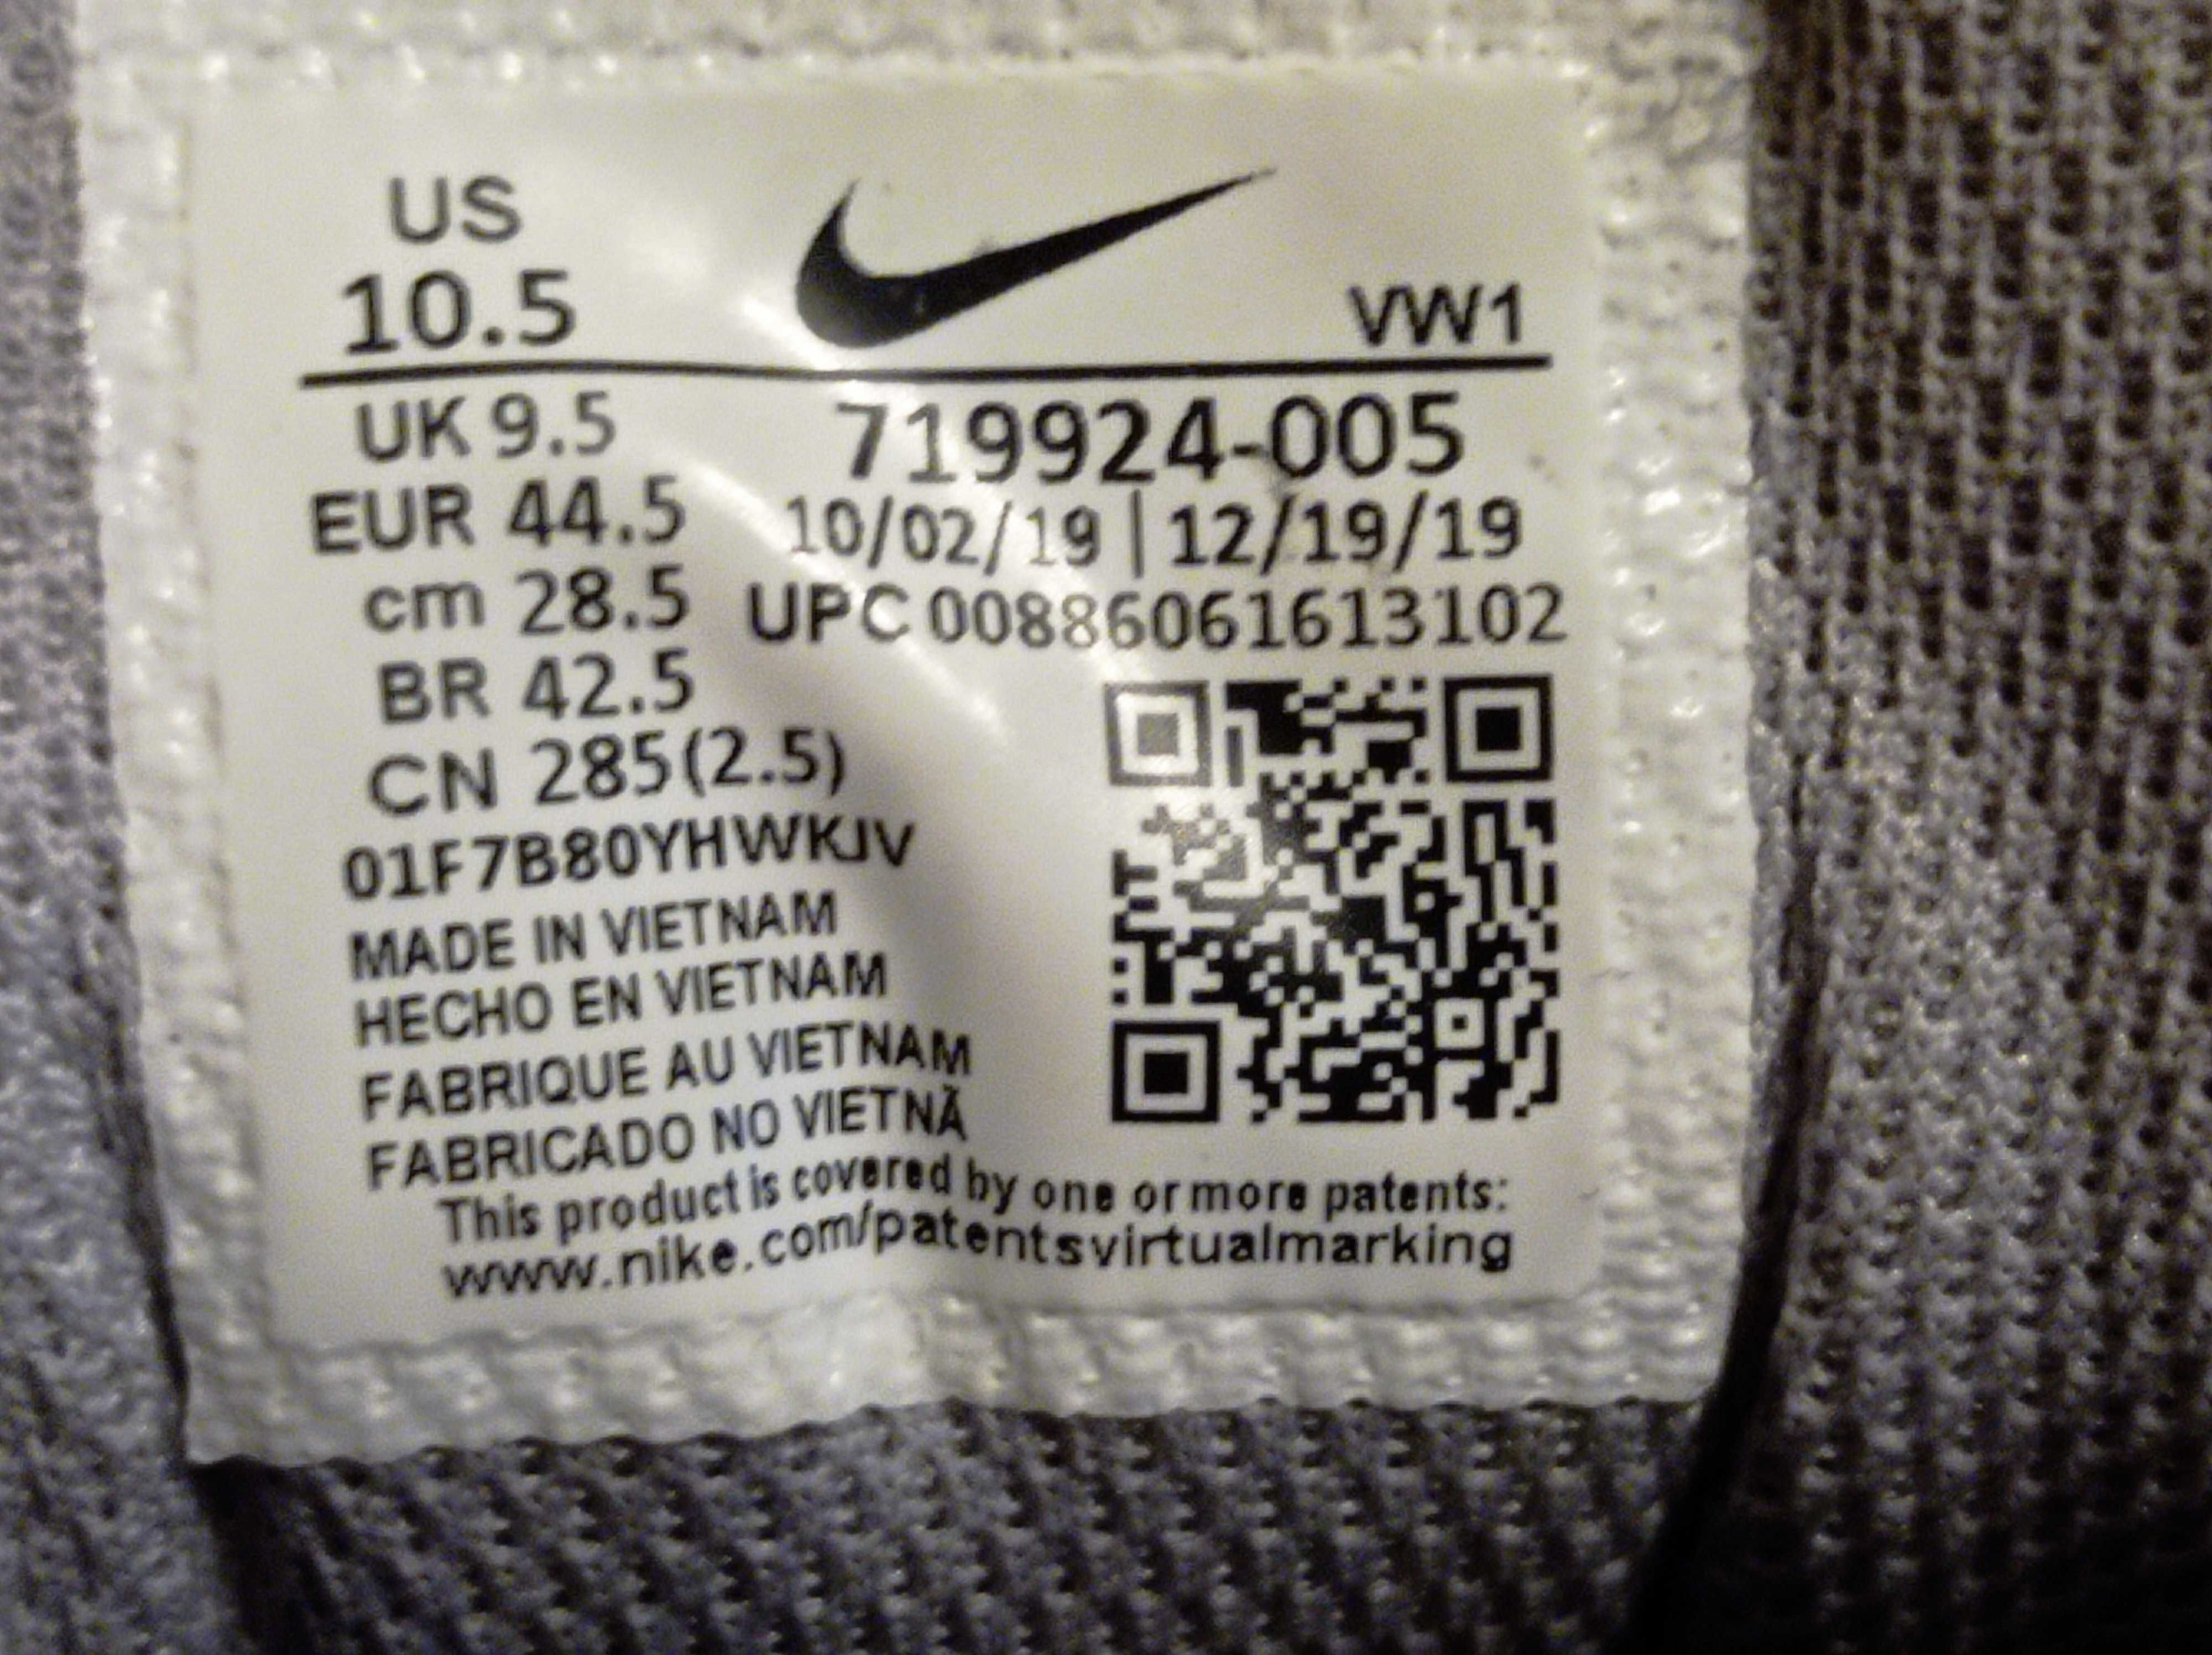 US
10.5
VW1
UK 9.5
719924-005
EUR 44.5
10/02/19 | 12/19/19
cm 28.5
UPC 00886061613102
BR 42.5
CN 285(2.5)
01F7B80YHWKJV
MADE IN VIETNAM
HECHO EN VIETNAM
FABRIQUE AU VIETNAM
FABRICADO NO VIETNÃ
This product is covered by one or more patents:
www.nike.com/patentsvirtualmarking